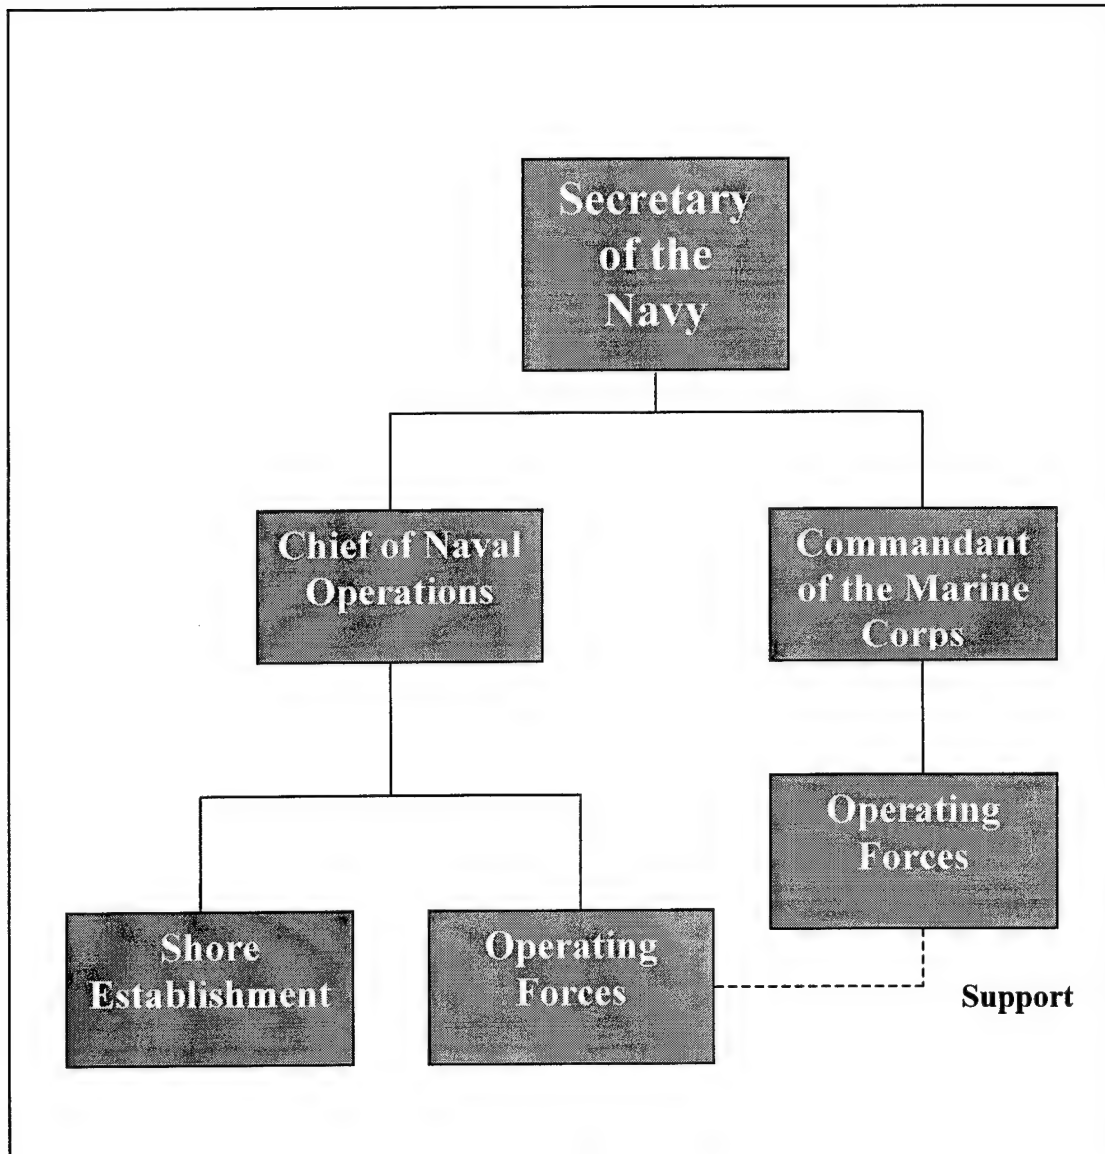 Secretary
of the
Navy
Chief of Naval
Operations
Commandant
of the Marine
Corps
Operating
Forces
Shore
Establishment
Operating
Forces
Support